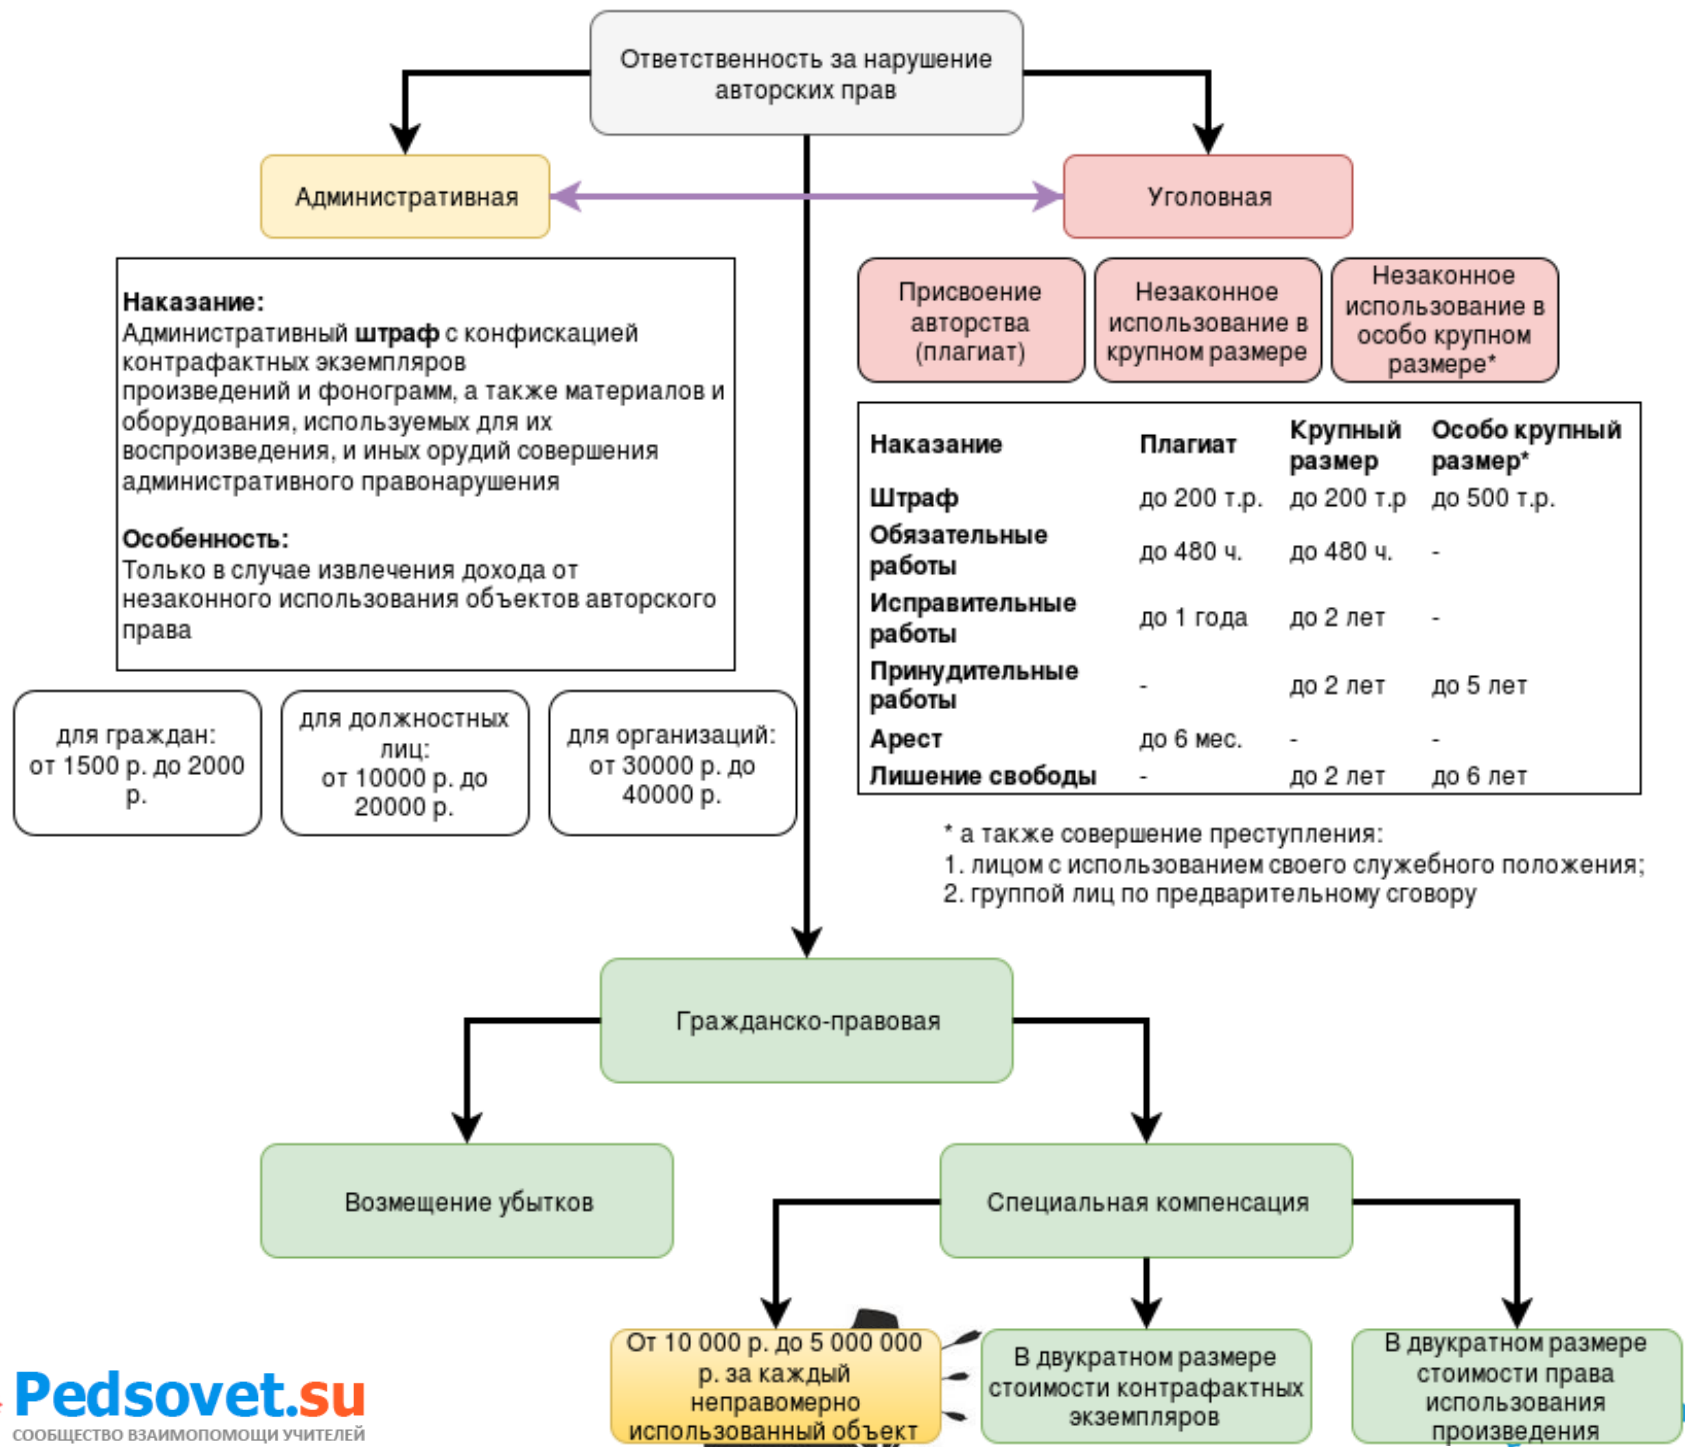 Ответственность за нарушение
авторских прав
Административная
Уголовная
Наказание:
Административный штраф с конфискацией
контрафактных экземпляров
произведений и фонограмм, а также материалов и
оборудования, используемых для их
воспроизведения, и иных орудий совершения
административного правонарушения
Особенность:
Только в случае извлечения дохода от
незаконного использования объектов авторского
права
для граждан:
от 1500 р. до 2000
р.
для должностных
лиц:
от 10000 р. до
20000 р.
для организаций:
от 30000 р. до
40000 р.
Присвоение
авторства
(плагиат)
Незаконное
использование в
крупном размере
Незаконное
использование в
особо крупном
размере*
Наказание Плагиат Крупный размер Особо крупный размер*
Штраф до 200 т.р. до 200 т.р до 500 т.р.
Обязательные работы до 480 ч. до 480 ч. -
Исправительные работы до 1 года до 2 лет -
Принудительные работы - до 2 лет до 5 лет
Арест до 6 мес. - -
Лишение свободы - до 2 лет до 6 лет
* а также совершение преступления:
1. лицом с использованием своего служебного положения;
2. группой лиц по предварительному сговору
Гражданско-правовая
Возмещение убытков
Специальная компенсация
От 10 000 р. до 5 000 000
р. за каждый
неправомерно
использованный объект
В двукратном размере
стоимости контрафактных
экземпляров
В двукратном размере
стоимости права
использования
произведения
Pedsovet.su
СООБЩЕСТВО ВЗАИМОПОМОЩИ УЧИТЕЛЕЙ